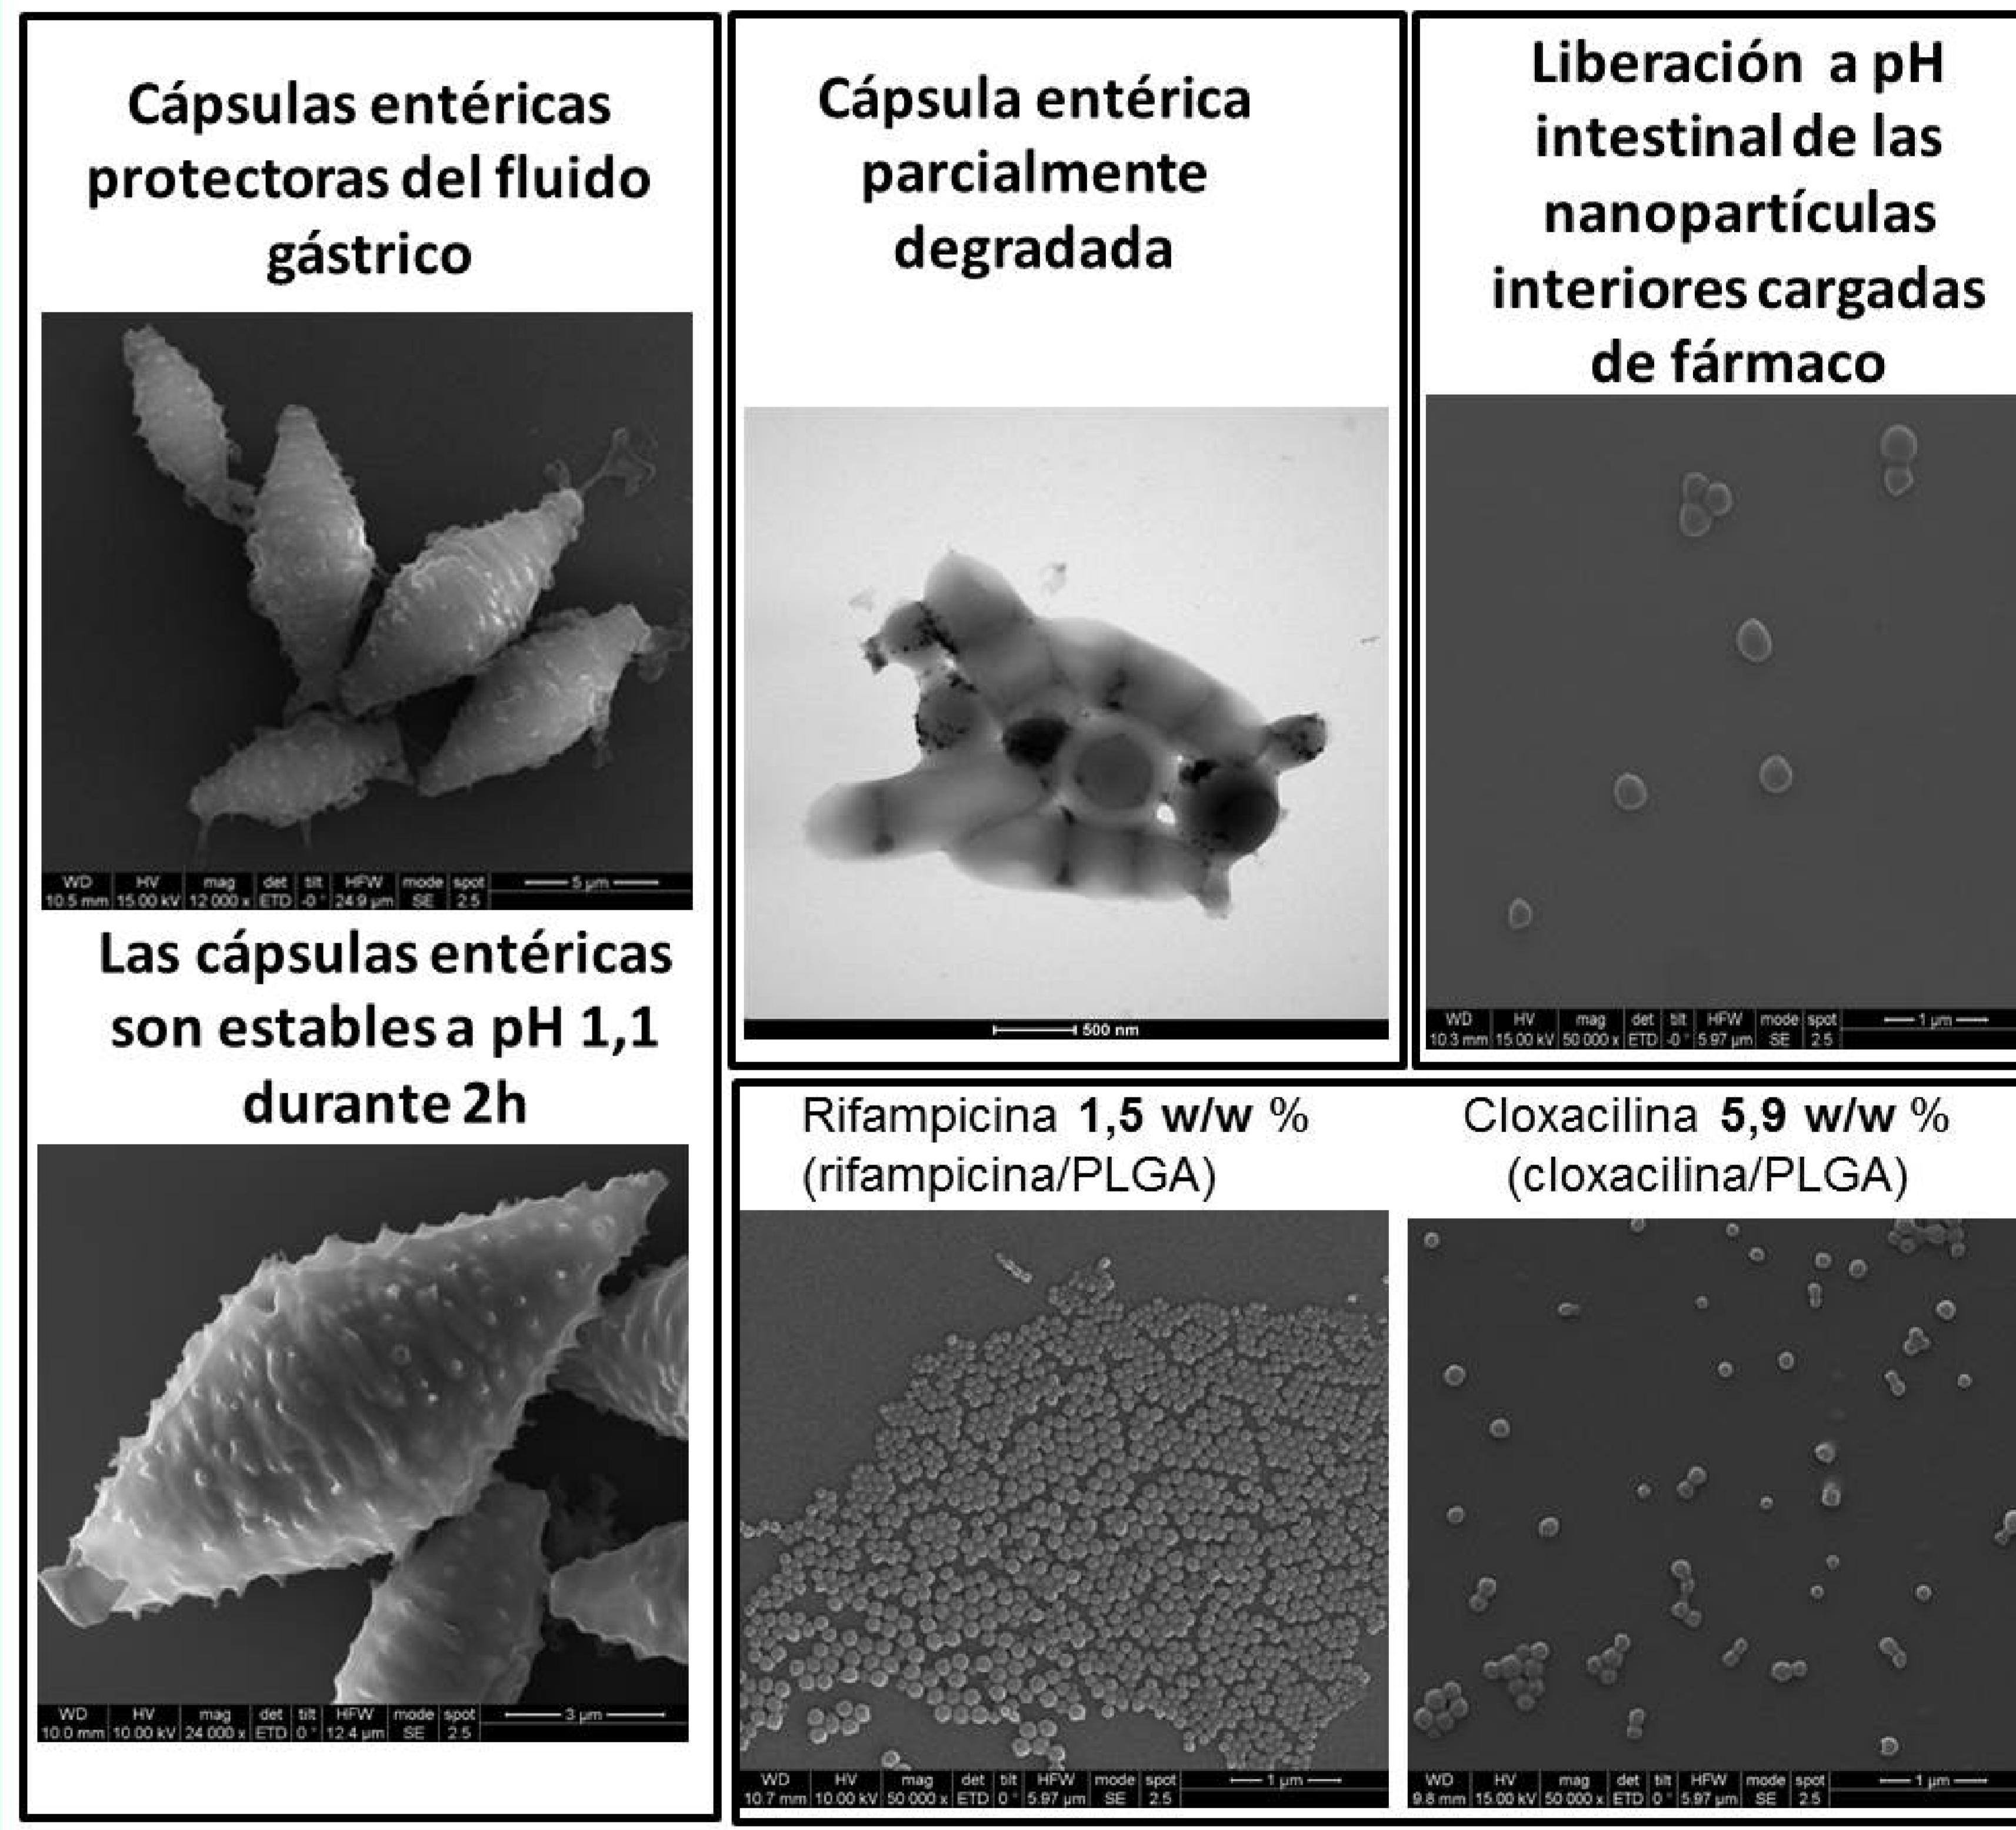 Cápsulas entéricas
protectoras del fluido
gástrico
WD HV mag det tilt HFW mode spot 5 µm
10.5 mm 15.00 kV 12 000 x ETD -0 ° 24.9 µm SE 2.5
Las cápsulas entéricas
son estables a pH 1,1
durante 2h
WD HV mag det tilt HFW mode spot 3 µm
10.0 mm 10.00 kV 24 000 x ETD 0 ° 12.4 µm SE 2.5
Cápsula entérica
parcialmente
degradada
500 nm
Liberación a pH
intestinal de las
nanopartículas
interiores cargadas
de fármaco
WD HV mag det tilt HFW mode spot 1 µm
10.3 mm 15.00 kV 50 000 x ETD -0 ° 5.97 µm SE 2.5
Rifampicina 1,5 w/w %
(rifampicina/PLGA)
WD HV mag det tilt HFW mode spot 1 µm
10.7 mm 10.00 kV 50 000 x ETD 0 ° 5.97 µm SE 2.5
Cloxacilina 5,9 w/w %
(cloxacilina/PLGA)
WD HV mag det tilt HFW mode spot 1 µm
9.8 mm 15.00 kV 50 000 x ETD 0 ° 5.97 µm SE 2.5